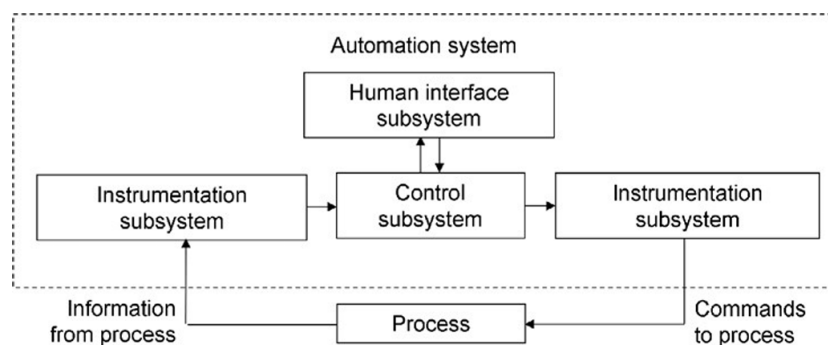 Automation system
Human interface
subsystem
Instrumentation
subsystem
Control
subsystem
Instrumentation
subsystem
Information
from process
Process
Commands
to process